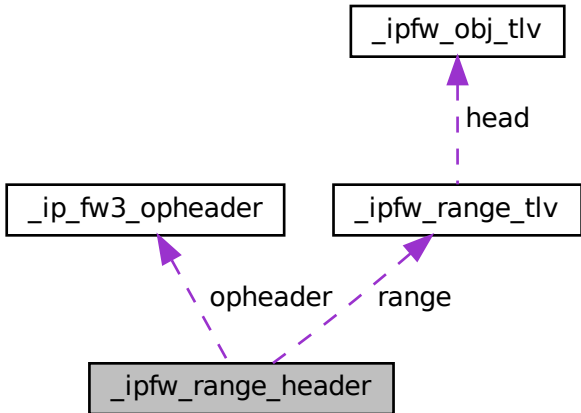 _ipfw_obj_tlv
head
_ip_fw3_opheader
_ipfw_range_tlv
opheader
range
_ipfw_range_header